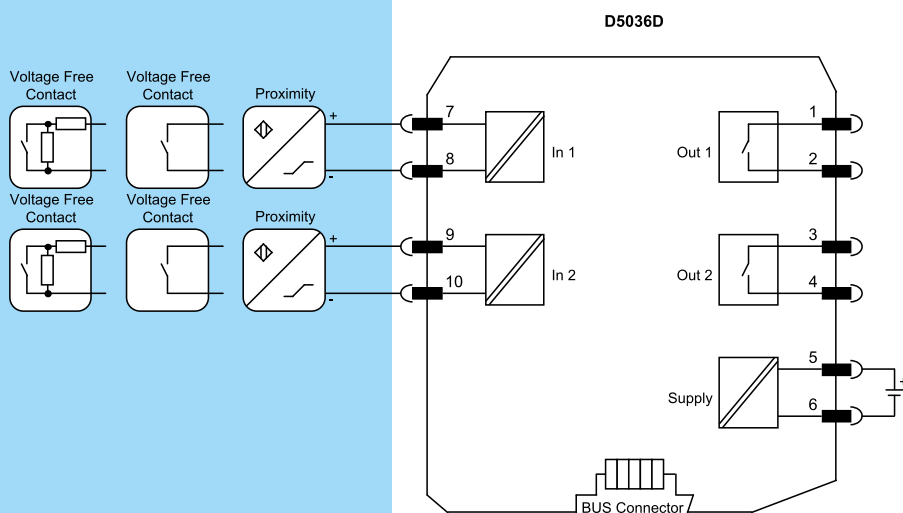 D5036D
Voltage Free
Contact
Voltage Free
Contact
Proximity
+
-
7
8
In 1
Out 1
1
2
Voltage Free
Contact
Voltage Free
Contact
Proximity
+
-
9
10
In 2
Out 2
3
4
Supply
5
6
+
BUS Connector